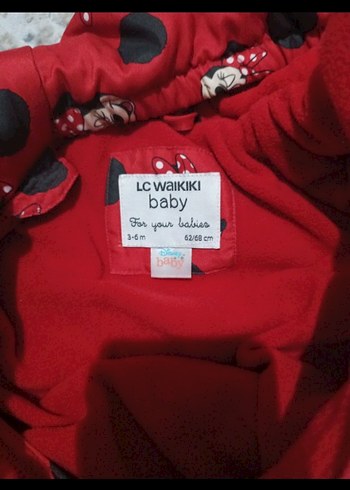 LC WAIKIKI
baby
For your babies
3-6 m 62/68 cm
Disney
baby